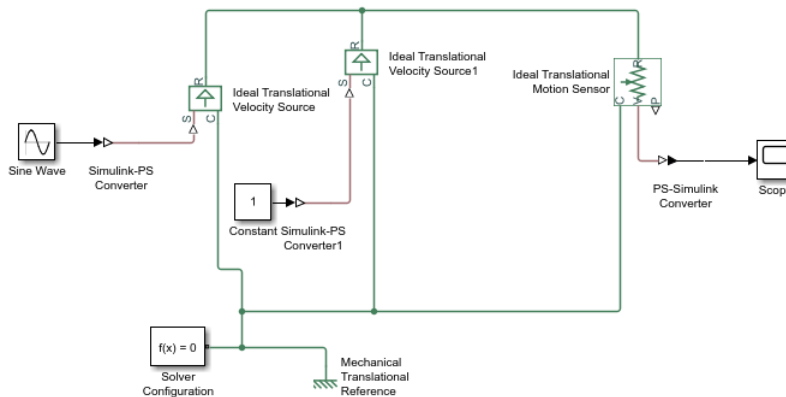 R
Ideal Translational
Velocity Source1
S
C
R
Ideal Translational
Velocity Source
S
C
Ideal Translational
Motion Sensor
R
C
V
P
Sine Wave
Simulink-PS
Converter
1
Constant
Simulink-PS
Converter1
PS-Simulink
Converter
Scop
f(x) = 0
Solver
Configuration
Mechanical
Translational
Reference